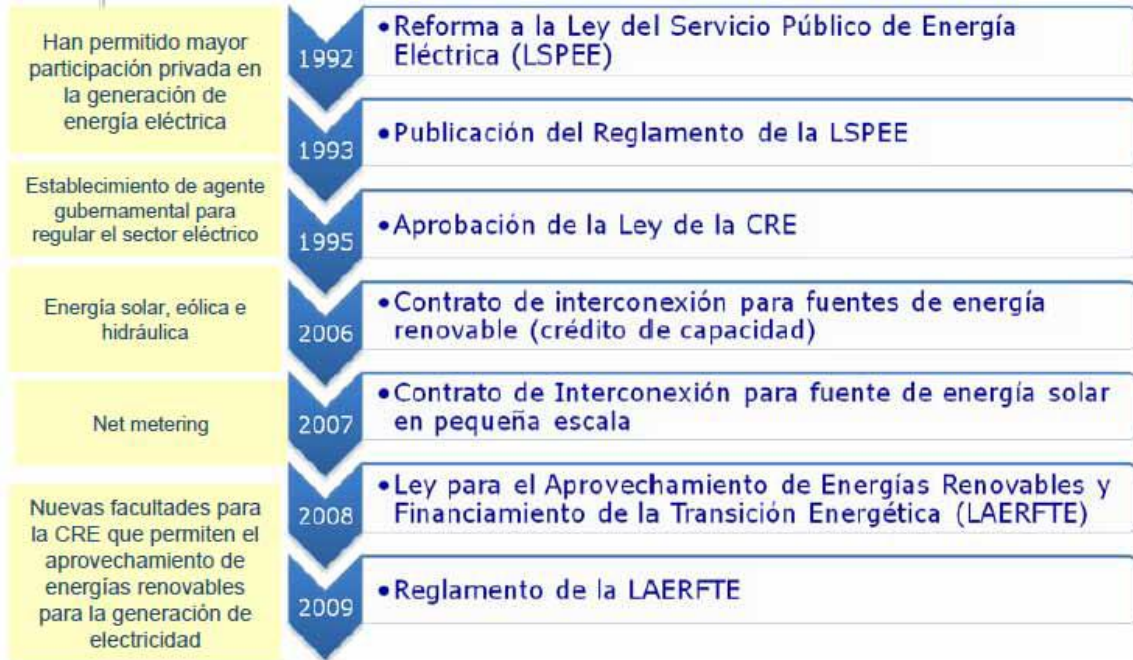 Han permitido mayor
participación privada en
la generación de
energía eléctrica
1992
•Reforma a la Ley del Servicio Público de Energía
Eléctrica (LSPEE)
1993
•Publicación del Reglamento de la LSPEE
Establecimiento de agente
gubernamental para
regular el sector eléctrico
1995
•Aprobación de la Ley de la CRE
Energía solar, eólica e
hidráulica
2006
•Contrato de interconexión para fuentes de energía
renovable (crédito de capacidad)
Net metering
2007
•Contrato de Interconexión para fuente de energía solar
en pequeña escala
Nuevas facultades para
la CRE que permiten el
aprovechamiento de
energías renovables
para la generación de
electricidad
2008
•Ley para el Aprovechamiento de Energías Renovables y
Financiamiento de la Transición Energética (LAERFTE)
2009
•Reglamento de la LAERFTE